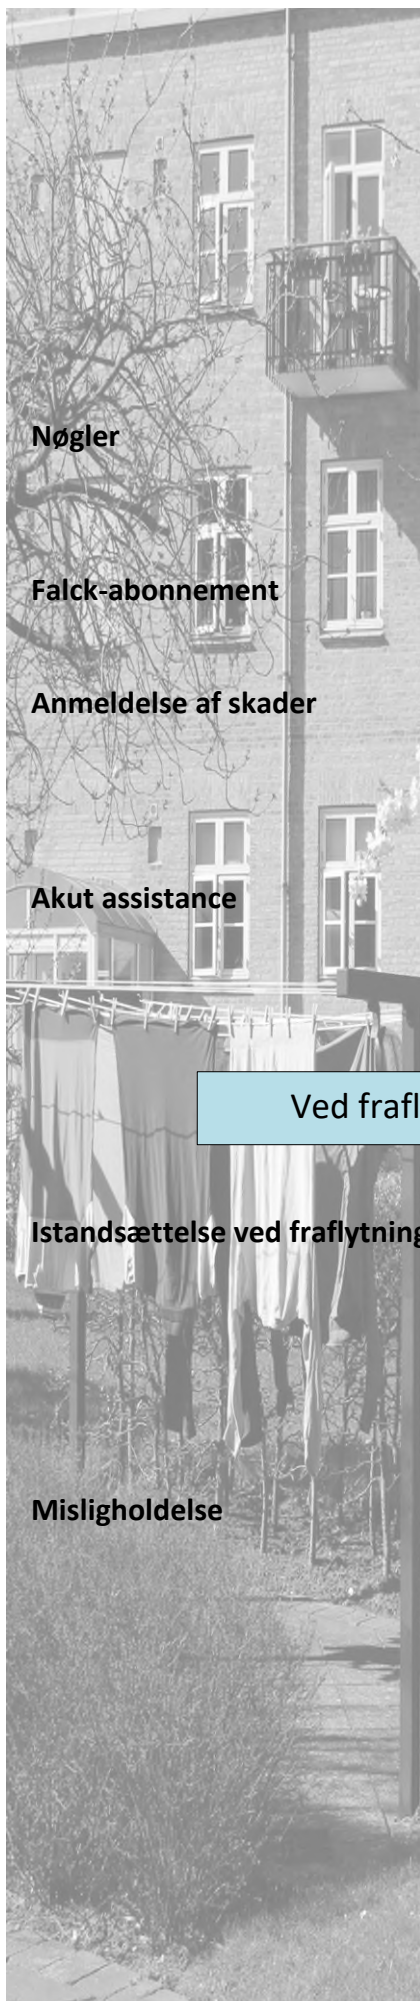 Nøgler
Falck-abonnement
Anmeldelse af skader
Akut assistance
Ved frafl
Istandsættelse ved fraflytning
Misligholdelse